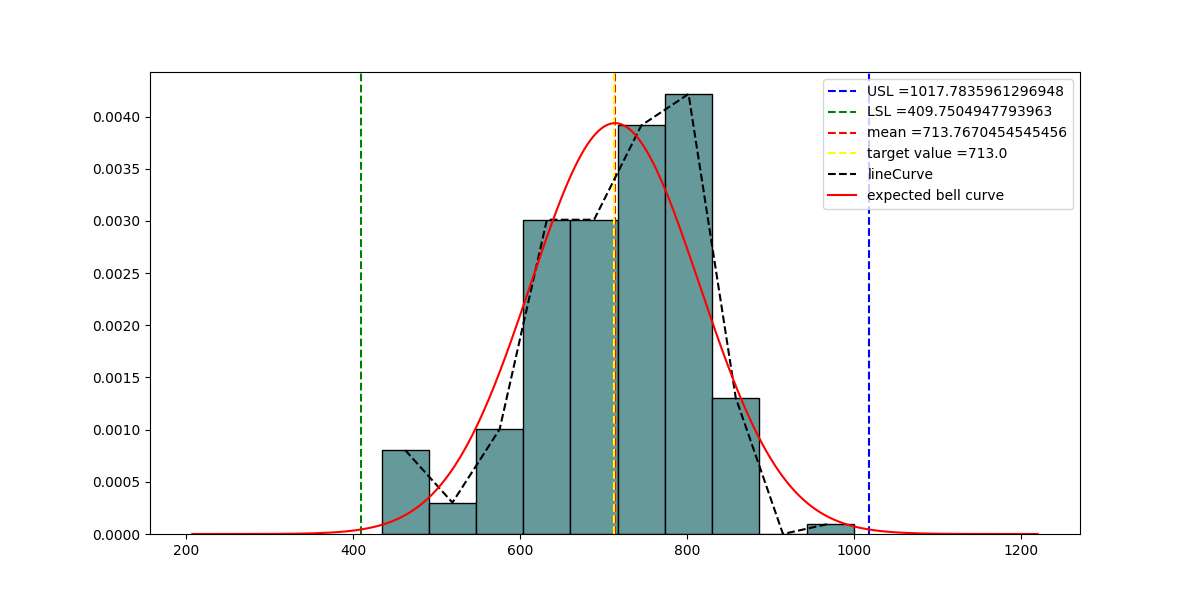 USL =1017.7835961296948
LSL =409.7504947793963
mean =713.7670454545456
target value =713.0
lineCurve
expected bell curve
0.0040
0.0035
0.0030
0.0025
0.0020
0.0015
0.0010
0.0005
0.0000
200 400 600 800 1000 1200